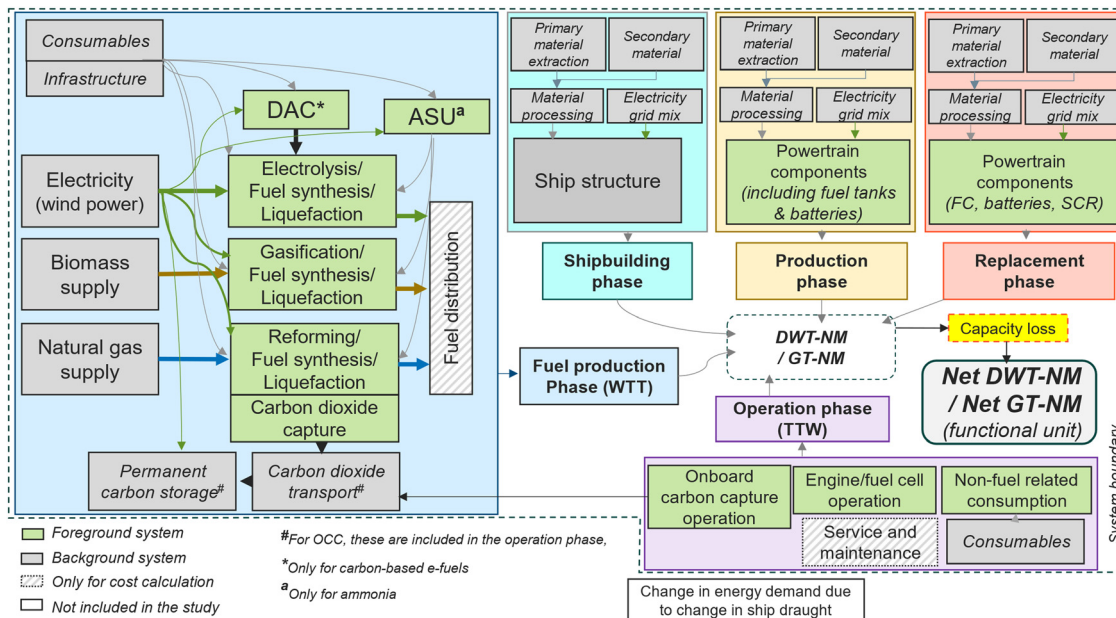 Consumables
Infrastructure
DAC*
ASUa
Electricity
(wind power)
Electrolysis/
Fuel synthesis/
Liquefaction
Biomass
supply
Gasification/
Fuel synthesis/
Liquefaction
Natural gas
supply
Reforming/
Fuel synthesis/
Liquefaction
Carbon dioxide
capture
Fuel distribution
Permanent
carbon storage#
Carbon dioxide
transport#
Primary
material
extraction
Secondary
material
Material
processing
Electricity
grid mix
Ship structure
Shipbuilding
phase
Primary
material
extraction
Secondary
material
Material
processing
Electricity
grid mix
Powertrain
components
(including fuel tanks
& batteries)
Production
phase
Primary
material
extraction
Secondary
material
Material
processing
Electricity
grid mix
Powertrain
components
(FC, batteries, SCR)
Replacement
phase
Fuel production
Phase (WTT)
DWT-NM
/ GT-NM
Capacity loss
Net DWT-NM
/ Net GT-NM
(functional unit)
Operation phase
(TTW)
Onboard
carbon capture
operation
Engine/fuel cell
operation
Non-fuel related
consumption
Service and
maintenance
Consumables
System boundary
Foreground system
Background system
Only for cost calculation
Not included in the study
#For OCC, these are included in the operation phase,
*Only for carbon-based e-fuels
aOnly for ammonia
Change in energy demand due
to change in ship draught